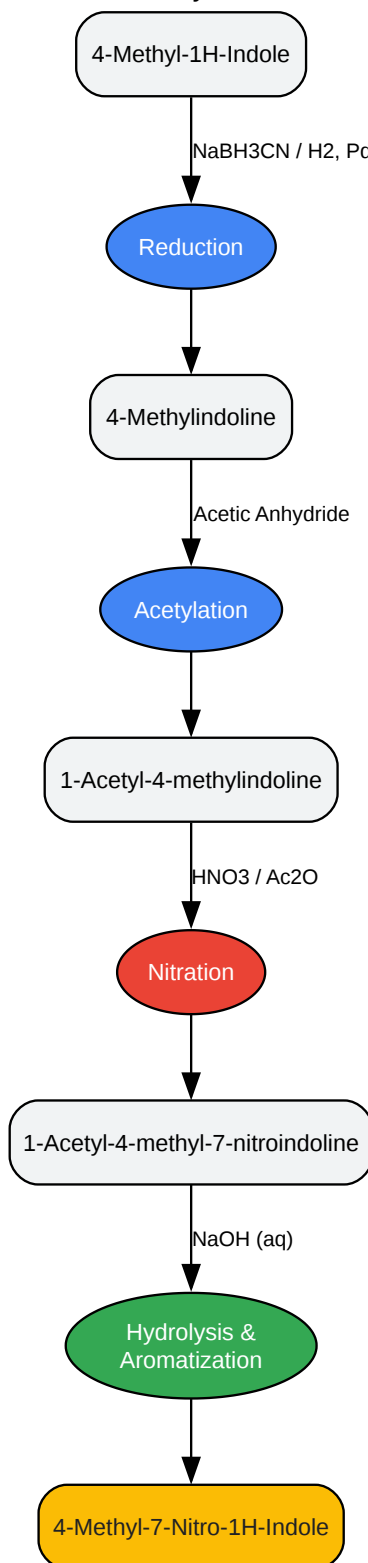 4-Methyl-1H-Indole
NaBH3CN / H2, Pd
Reduction
4-Methylindoline
Acetic Anhydride
Acetylation
1-Acetyl-4-methylindoline
HNO3 / Ac2O
Nitration
1-Acetyl-4-methyl-7-nitroindoline
NaOH (aq)
Hydrolysis &
Aromatization
4-Methyl-7-Nitro-1H-Indole